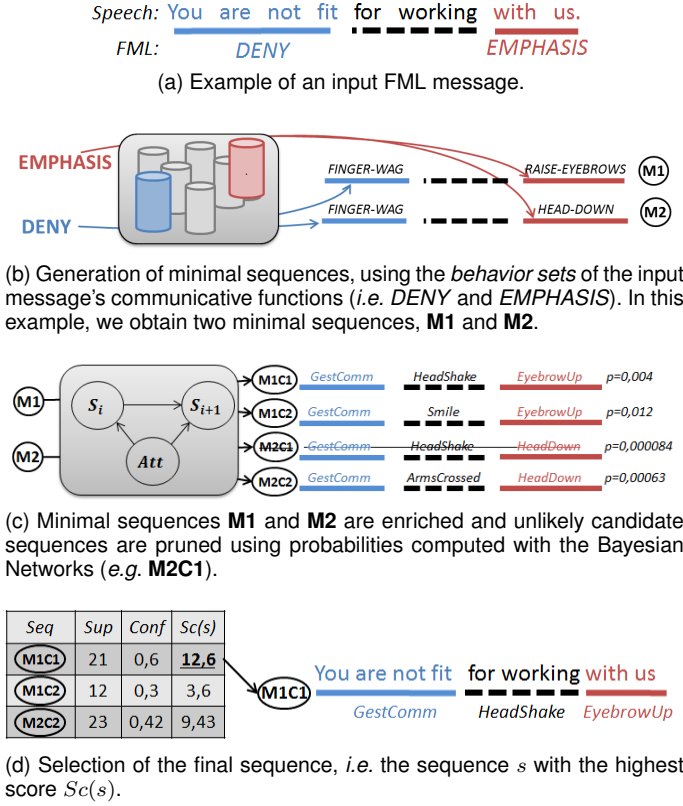 Speech: You are not fit for working with us.
FML: DENY EMPHASIS
(a) Example of an input FML message.
EMPHASIS
DENY
FINGER-WAG RAISE-EYEBROWS M1
FINGER-WAG HEAD-DOWN M2
(b) Generation of minimal sequences, using the behavior sets of the input
message's communicative functions (i.e. DENY and EMPHASIS). In this
example, we obtain two minimal sequences, M1 and M2.
M1
M2
S_i S_{i+1}
Att
M1C1 GestComm HeadShake EyebrowUp p=0,004
M1C2 GestComm Smile EyebrowUp p=0,012
M2C1 GestComm HeadShake HeadDown p=0,000084
M2C2 GestComm ArmsCrossed HeadDown p=0,00063
(c) Minimal sequences M1 and M2 are enriched and unlikely candidate
sequences are pruned using probabilities computed with the Bayesian
Networks (e.g. M2C1).
Seq Sup Conf Sc(s)
M1C1 21 0,6 12,6
M1C2 12 0,3 3,6
M2C2 23 0,42 9,43
M1C1 You are not fit for working with us
GestComm HeadShake EyebrowUp
(d) Selection of the final sequence, i.e. the sequence s with the highest
score Sc(s).